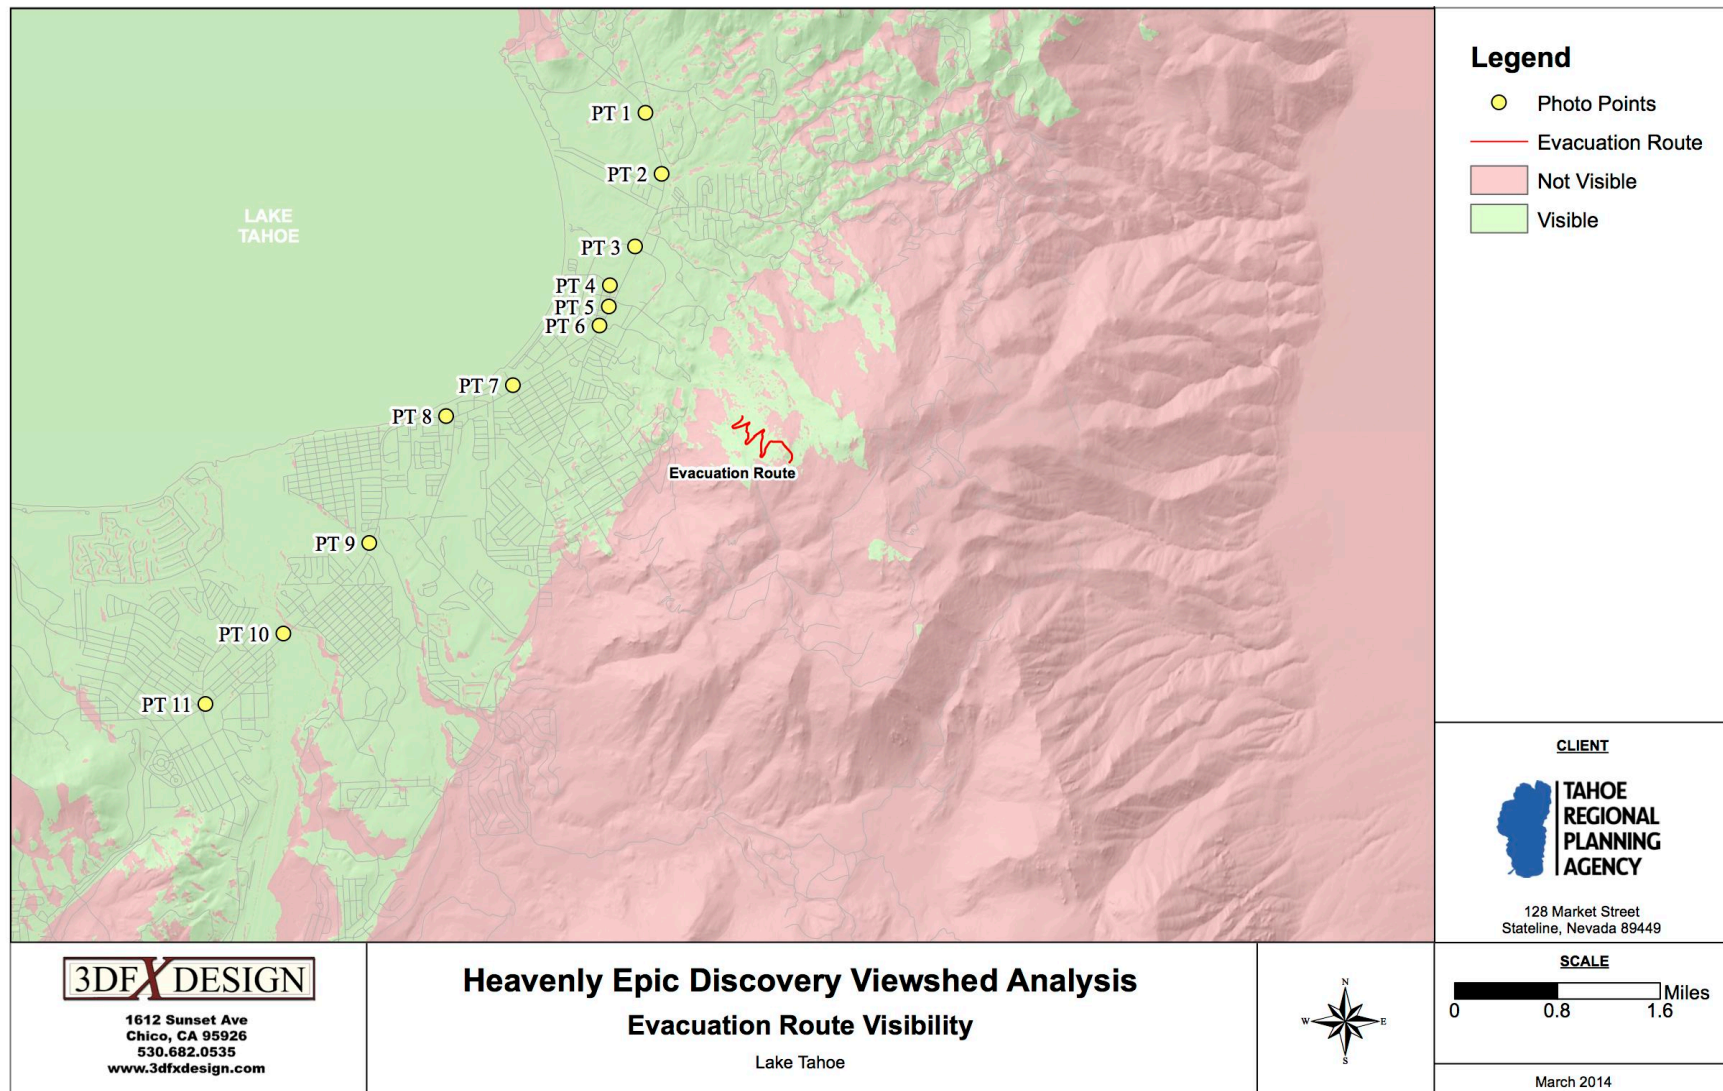 PT 1
PT 2
PT 3
PT 4
PT 5
PT 6
PT 7
PT 8
PT 9
PT 10
PT 11
LAKE
TAHOE
Evacuation Route
Legend
Photo Points
Evacuation Route
Not Visible
Visible
CLIENT
TAHOE
REGIONAL
PLANNING
AGENCY
128 Market Street
Stateline, Nevada 89449
3DFXDESIGN
1612 Sunset Ave
Chico, CA 95926
530.682.0535
www.3dfxdesign.com
Heavenly Epic Discovery Viewshed Analysis
Evacuation Route Visibility
Lake Tahoe
N
W E
S
SCALE
Miles
0 0.8 1.6
March 2014